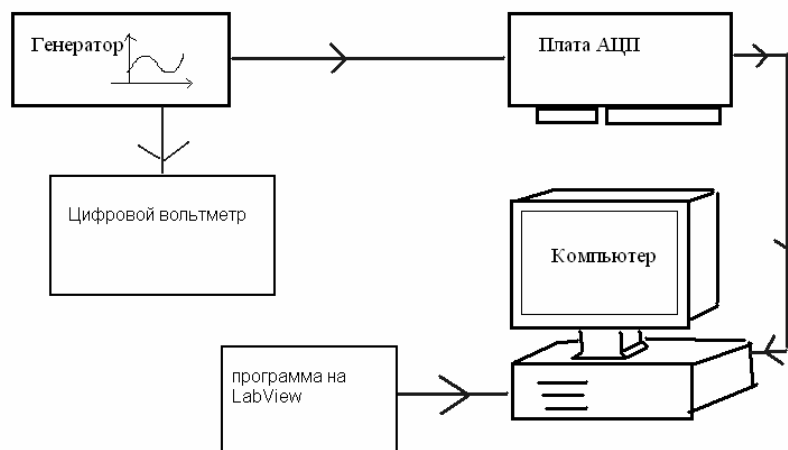 Генератор
Плата АЦП
Цифровой вольтметр
Компьютер
программа на
LabView